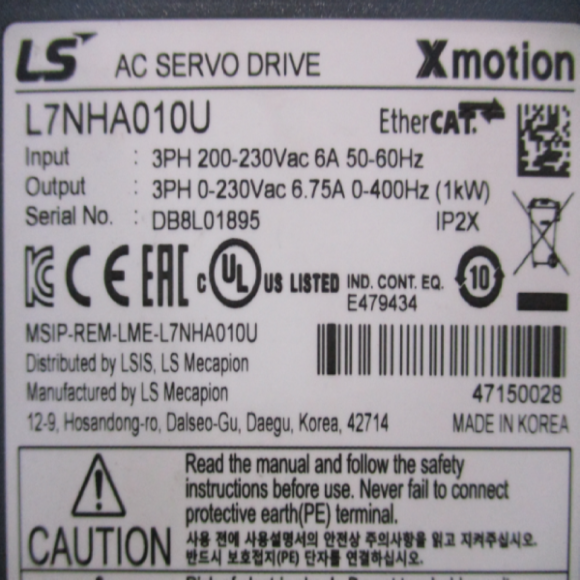 LS AC SERVO DRIVE Xmotion
L7NHA010U EtherCAT.
Input : 3PH 200-230Vac 6A 50-60Hz
Output : 3PH 0-230Vac 6.75A 0-400Hz (1kW)
Serial No. : DB8L01895 IP2X
CE EAC c UL US LISTED IND. CONT. EQ. 10
E479434
MSIP-REM-LME-L7NHA010U
Distributed by LSIS, LS Mecapion
Manufactured by LS Mecapion 47150028
12-9, Hosandong-ro, Dalseo-Gu, Daegu, Korea, 42714 MADE IN KOREA
Read the manual and follow the safety
instructions before use. Never fail to connect
protective earth(PE) terminal.
CAUTION 사용 전에 사용설명서의 안전상 주의사항을 읽고 지켜주십시오.
반드시 보호접지(PE) 단자를 연결하십시오.